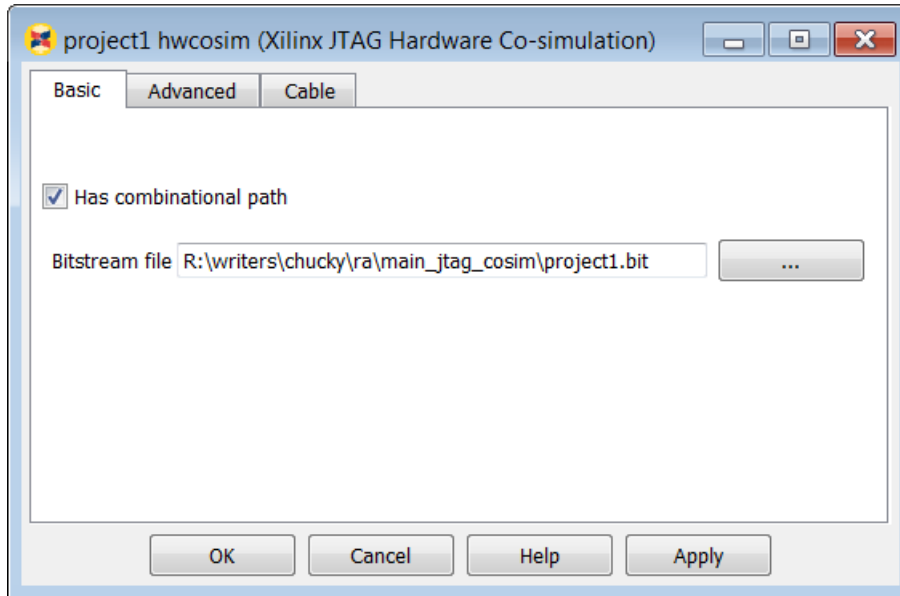 project1 hwcosim (Xilinx JTAG Hardware Co-simulation)
Basic Advanced Cable
Has combinational path
Bitstream file R:\writers\chucky\ra\main_jtag_cosim\project1.bit ...
OK Cancel Help Apply